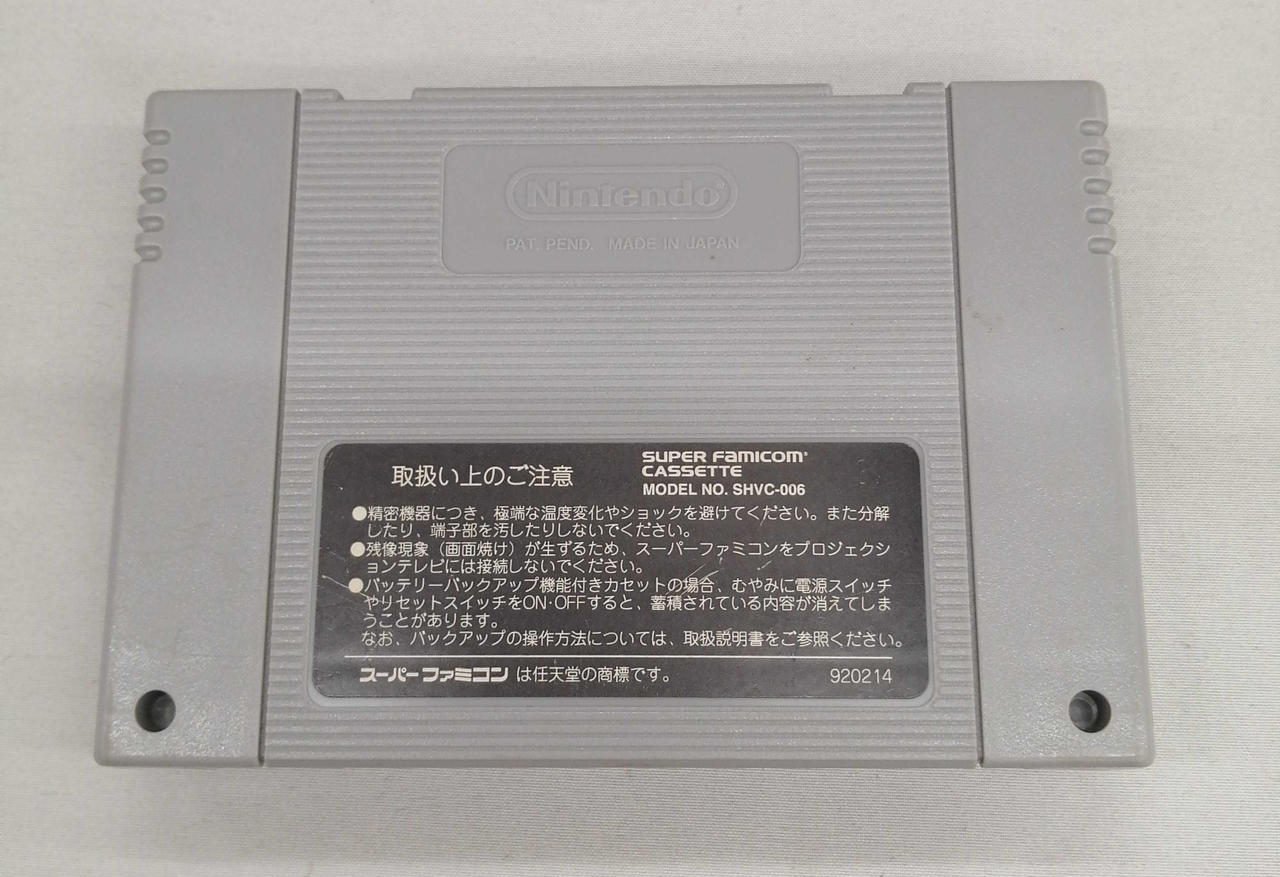 Nintendo®
PAT. PEND. MADE IN JAPAN
取扱い上のご注意
SUPER FAMICOM®
CASSETTE
MODEL NO. SHVC-006
●精密機器につき、極端な温度変化やショックを避けてください。また分解
したり、端子部を汚したりしないでください。
●残像現象（画面焼け）が生ずるため、スーパーファミコンをプロジェクシ
ョンテレビには接続しないでください。
●バッテリーバックアップ機能付きカセットの場合、むやみに電源スイッチ
やリセットスイッチをON·OFFすると、蓄積されている内容が消えてしま
うことがあります。
なお、バックアップの操作方法については、取扱説明書をご参照ください。
スーパーファミコン は任天堂の商標です。
920214